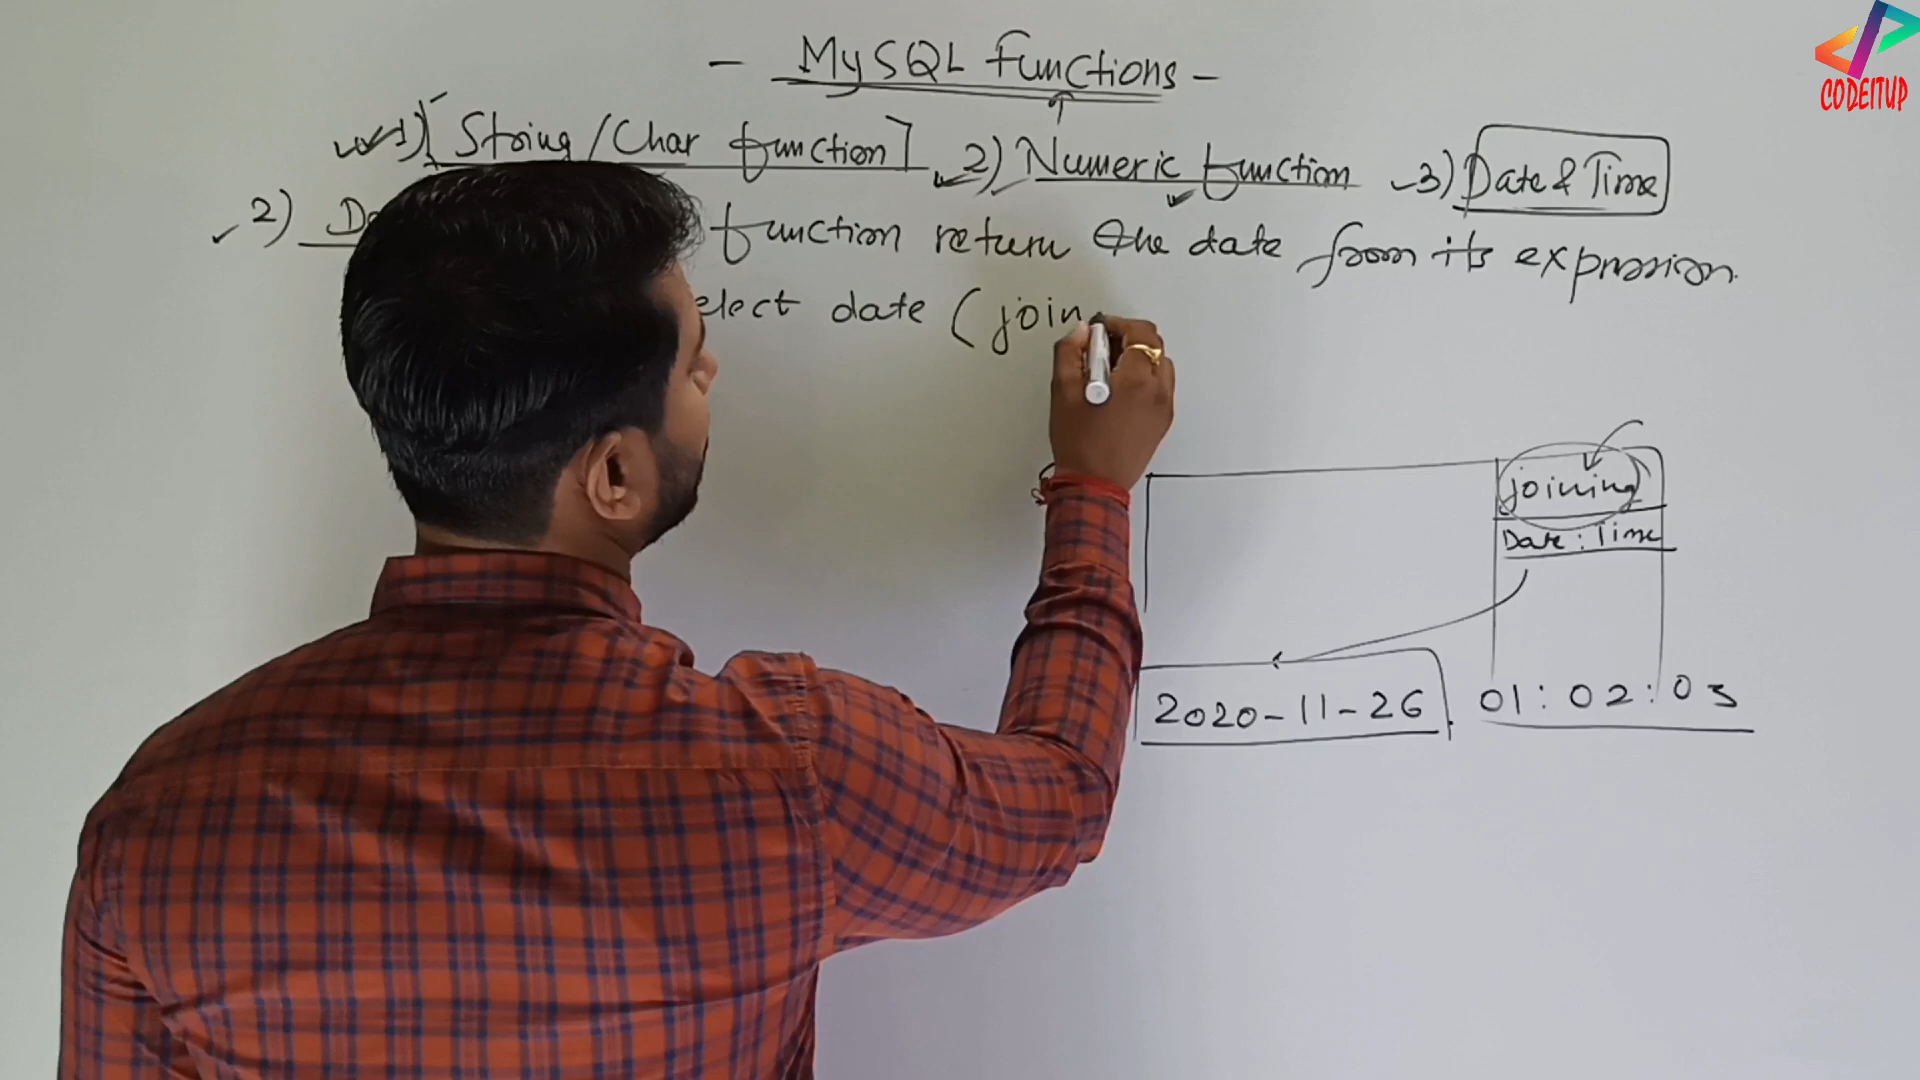 - MySQL Functions -
1) [String/Char function] 2) Numeric function 3) Date & Time
2) function return the date from its expression.
elect date (join
joining
Date : Time
2020-11-26 01:02:03
CODEITUP